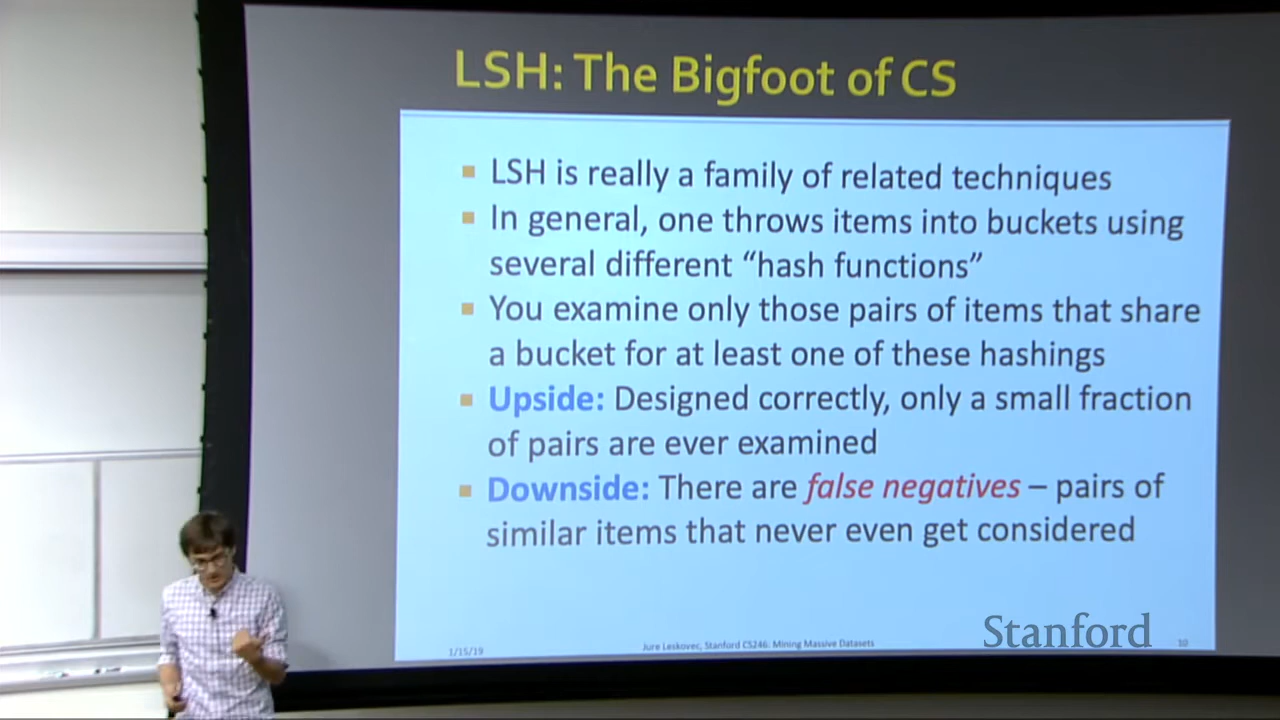 LSH: The Bigfoot of CS
LSH is really a family of related techniques
In general, one throws items into buckets using
several different “hash functions”
You examine only those pairs of items that share
a bucket for at least one of these hashings
Upside: Designed correctly, only a small fraction
of pairs are ever examined
Downside: There are false negatives – pairs of
similar items that never even get considered
Stanford
1/15/19
Jure Leskovec, Stanford CS246: Mining Massive Datasets
10